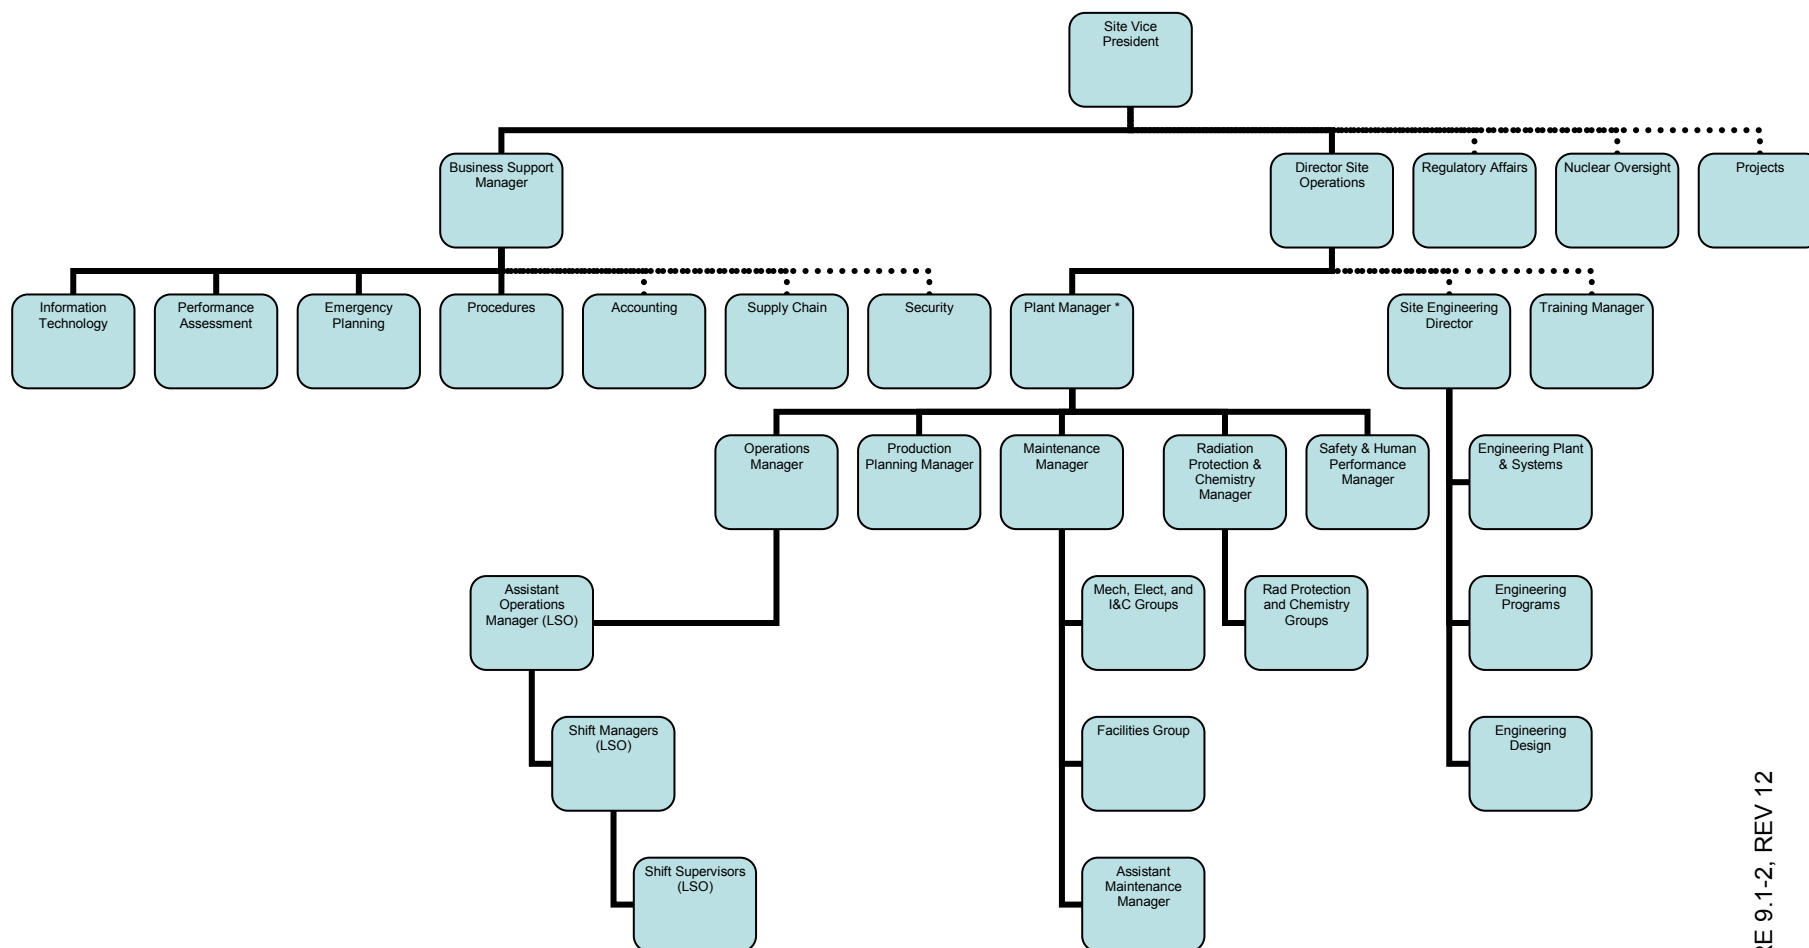 Site Vice
President
Business Support
Manager
Director Site
Operations
Regulatory Affairs
Nuclear Oversight
Projects
Information
Technology
Performance
Assessment
Emergency
Planning
Procedures
Accounting
Supply Chain
Security
Plant Manager *
Site Engineering
Director
Training Manager
Operations
Manager
Production
Planning Manager
Maintenance
Manager
Radiation
Protection &
Chemistry
Manager
Safety & Human
Performance
Manager
Engineering Plant
& Systems
Assistant
Operations
Manager (LSO)
Mech, Elect, and
I&C Groups
Rad Protection
and Chemistry
Groups
Engineering
Programs
Shift Managers
(LSO)
Facilities Group
Engineering
Design
Shift Supervisors
(LSO)
Assistant
Maintenance
Manager
RE 9.1-2, REV 12